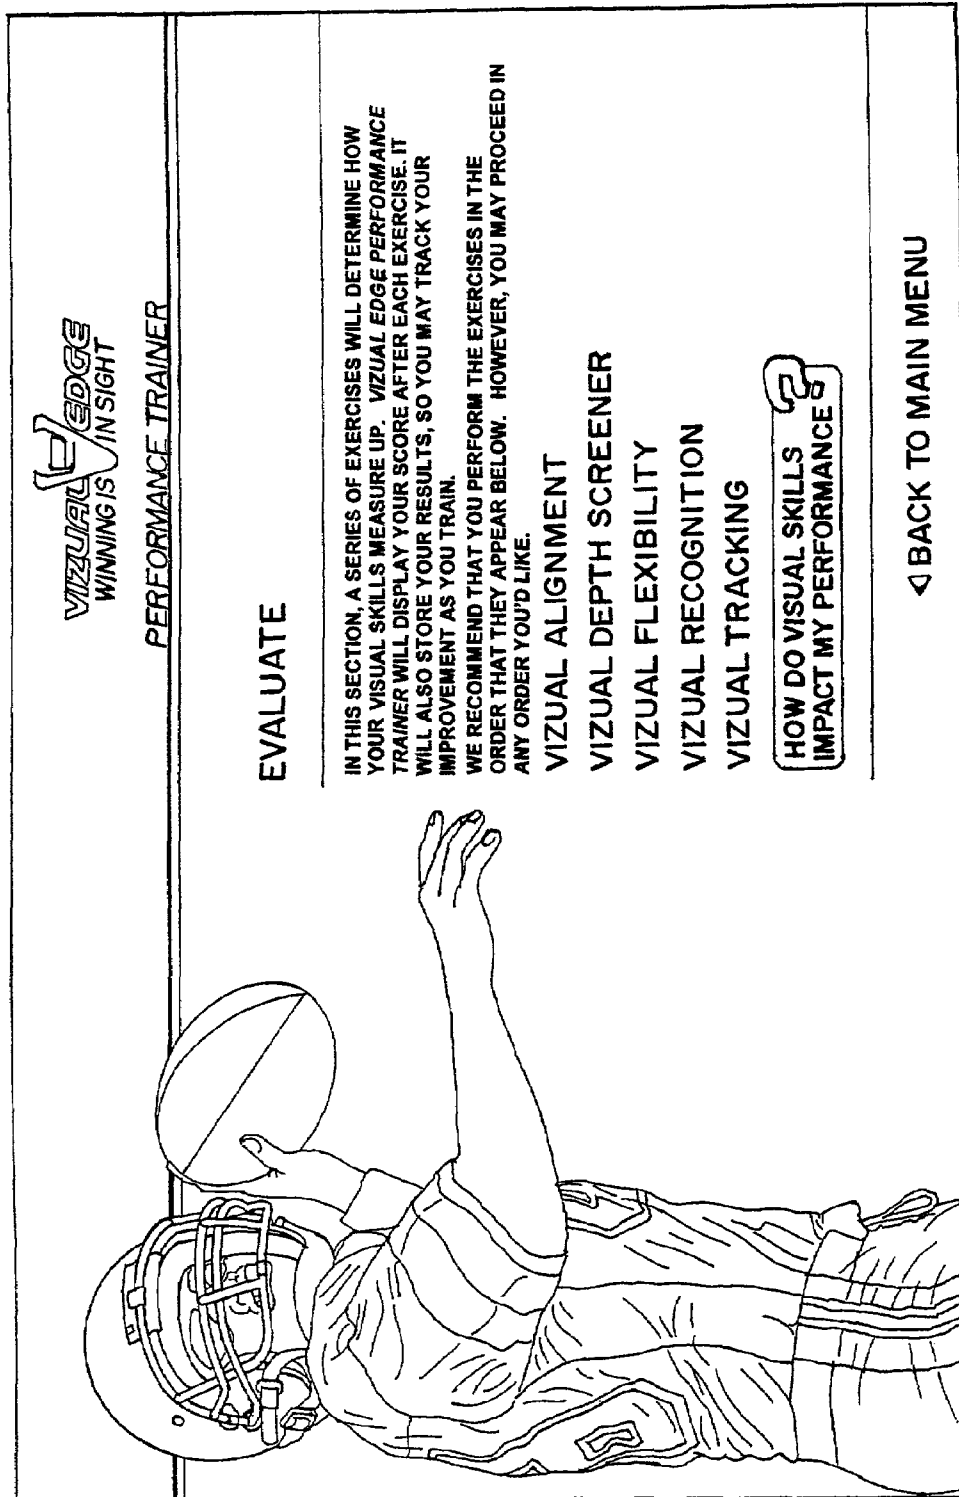 VIZUAL EDGE
WINNING IS IN SIGHT
PERFORMANCE TRAINER
EVALUATE
IN THIS SECTION, A SERIES OF EXERCISES WILL DETERMINE HOW
YOUR VISUAL SKILLS MEASURE UP. VIZUAL EDGE PERFORMANCE
TRAINER WILL DISPLAY YOUR SCORE AFTER EACH EXERCISE. IT
WILL ALSO STORE YOUR RESULTS, SO YOU MAY TRACK YOUR
IMPROVEMENT AS YOU TRAIN.
WE RECOMMEND THAT YOU PERFORM THE EXERCISES IN THE
ORDER THAT THEY APPEAR BELOW. HOWEVER, YOU MAY PROCEED IN
ANY ORDER YOU'D LIKE.
VIZUAL ALIGNMENT
VIZUAL DEPTH SCREENER
VIZUAL FLEXIBILITY
VIZUAL RECOGNITION
VIZUAL TRACKING
HOW DO VISUAL SKILLS
IMPACT MY PERFORMANCE ?
◁ BACK TO MAIN MENU